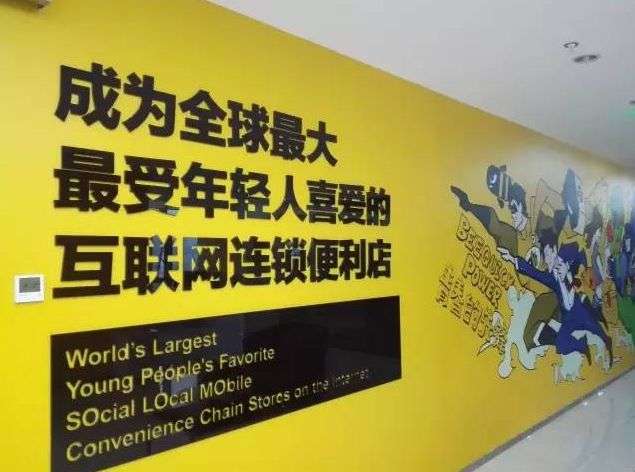 成为全球最大
最受年轻人喜爱的
互联网连锁便利店
World's Largest
Young People's Favorite
SOcial LOcal MObile
Convenience Chain Stores on the Internet
POWER